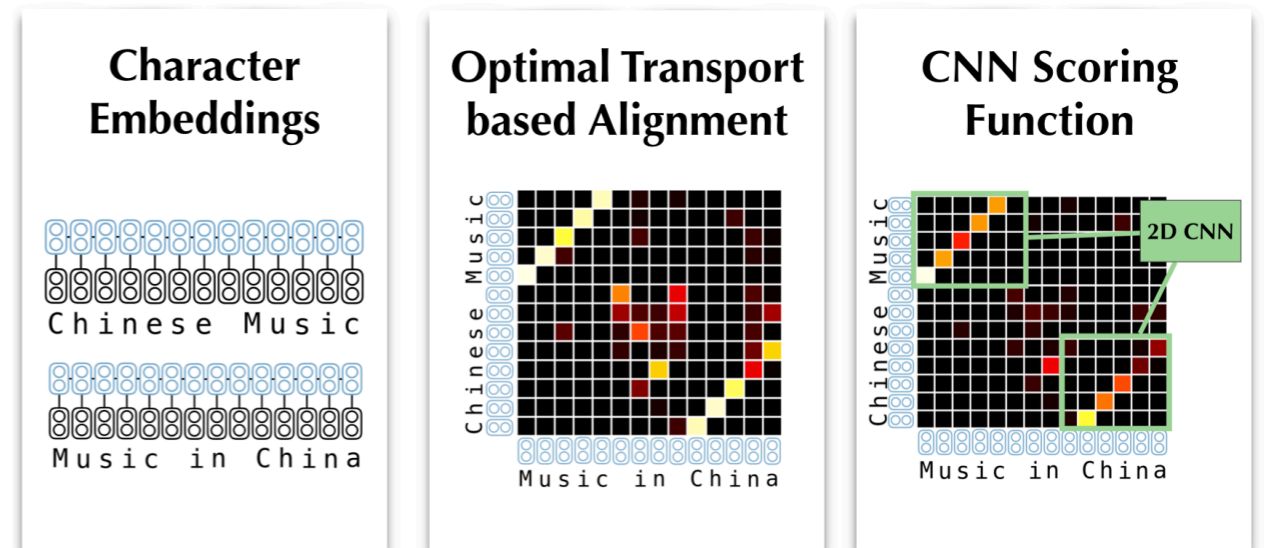 Character
Embeddings
Chinese Music
Music in China
Optimal Transport
based Alignment
Chinese Music
Music in China
CNN Scoring
Function
2D CNN
Chinese Music
Music in China